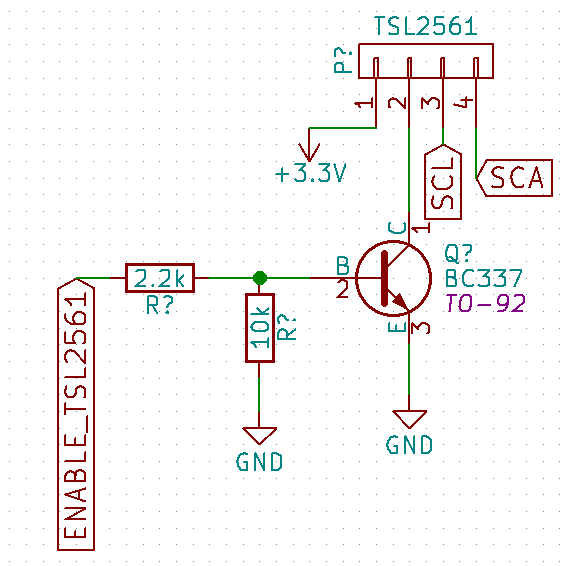 TSL2561
P?
1
2
3
4
+3.3V
SCL
SCA
C
1
Q?
BC337
TO-92
B
2
E
3
2.2k
R?
10k
R?
ENABLE_TSL2561
GND
GND